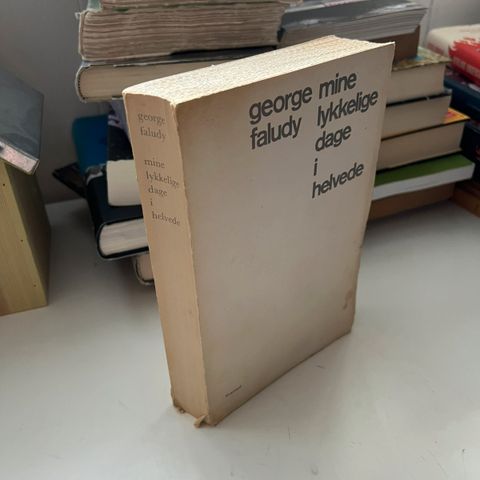 george
faludy
mine
lykkelige
dage
i
helvede
george
faludy
mine
lykkelige
dage
i
helvede